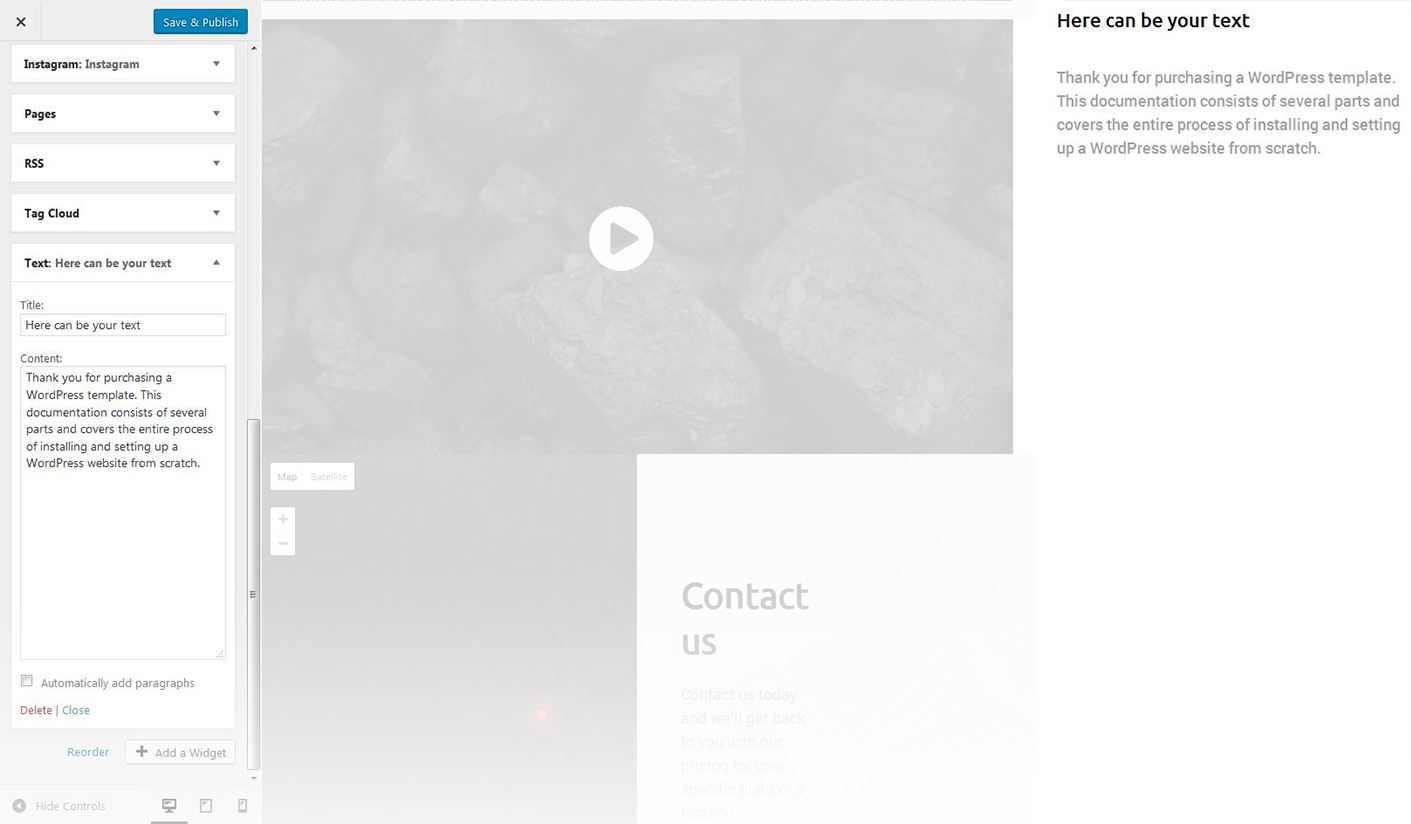 Save & Publish
Instagram: Instagram
Pages
RSS
Tag Cloud
Text: Here can be your text
Title:
Here can be your text
Content:
Thank you for purchasing a
WordPress template. This
documentation consists of several
parts and covers the entire process
of installing and setting up a
WordPress website from scratch.
Automatically add paragraphs
Delete | Close
Reorder
Add a Widget
Hide Controls
Map Satellite
Contact
us
Contact us today
and we'll get back
to you with our
pricing for your
specific plant or a
factory!
Here can be your text
Thank you for purchasing a WordPress template.
This documentation consists of several parts and
covers the entire process of installing and setting
up a WordPress website from scratch.